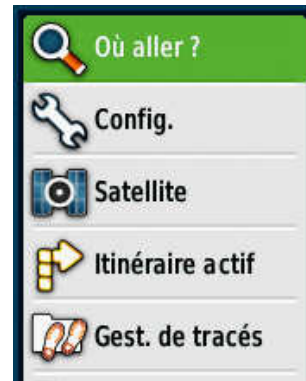 Où aller ?
Config.
Satellite
Itinéraire actif
Gest. de tracés